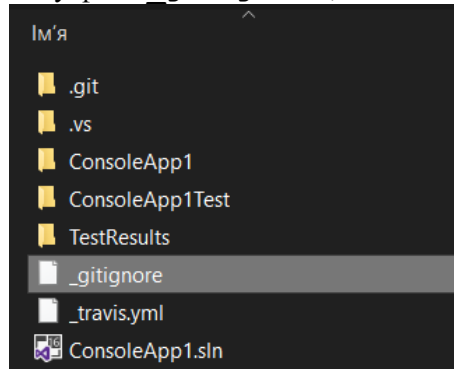 Ім'я
.git
.vs
ConsoleApp1
ConsoleApp1Test
TestResults
_gitignore
_travis.yml
ConsoleApp1.sln